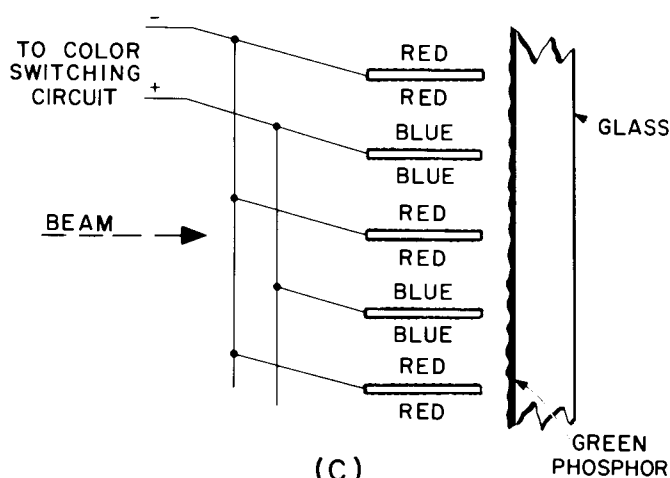 −
TO COLOR
SWITCHING
CIRCUIT
+
RED
RED
BLUE
BLUE
GLASS
BEAM
RED
RED
BLUE
BLUE
RED
RED
GREEN
PHOSPHOR
(C)